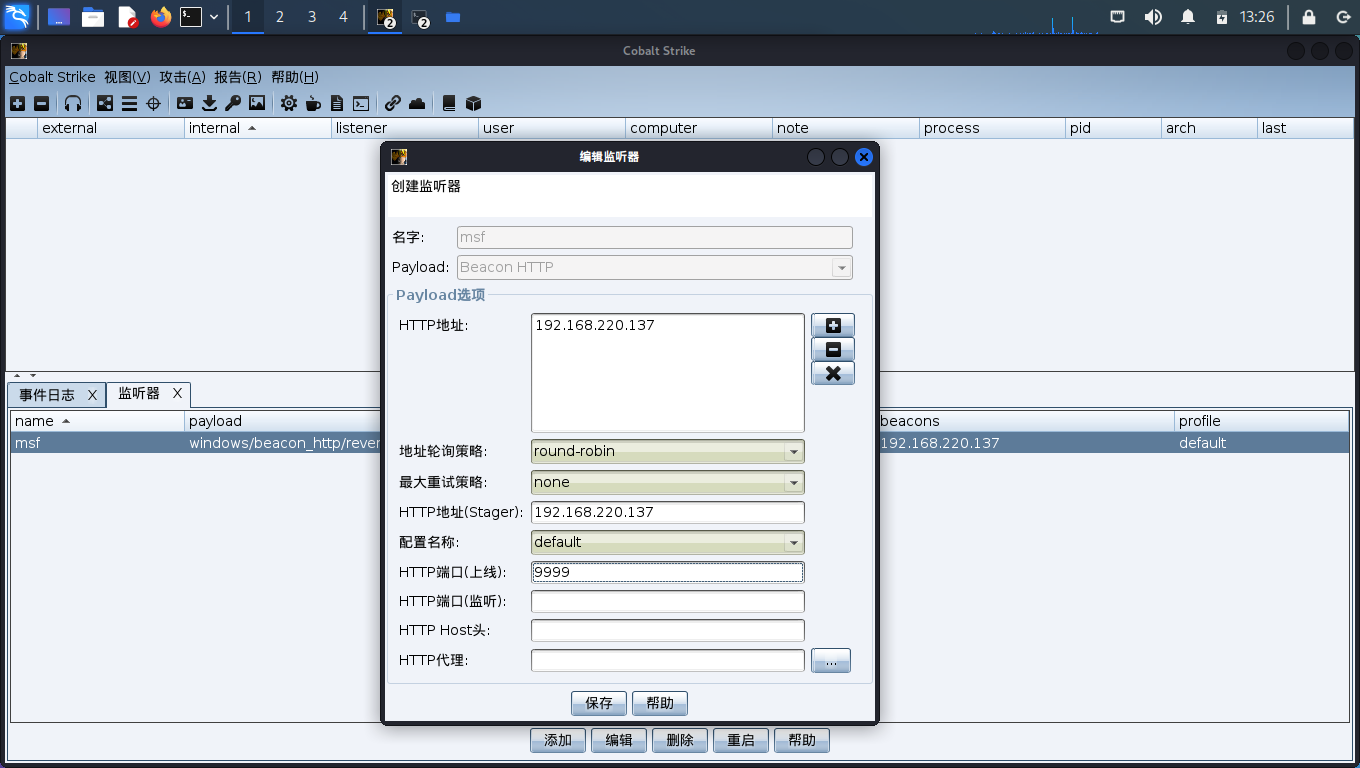 1 2 3 4 2 2 13:26
Cobalt Strike
Cobalt Strike 视图(V) 攻击(A) 报告(R) 帮助(H)
external internal listener user computer note process pid arch last
编辑监听器
创建监听器
名字: msf
Payload: Beacon HTTP
Payload选项
HTTP地址: 192.168.220.137
地址轮询策略: round-robin
最大重试策略: none
HTTP地址(Stager): 192.168.220.137
配置名称: default
HTTP端口(上线): 9999
HTTP端口(监听):
HTTP Host头:
HTTP代理: ...
保存 帮助
事件日志 X 监听器 X
name payload beacons profile
msf windows/beacon_http/rever 192.168.220.137 default
添加 编辑 删除 重启 帮助